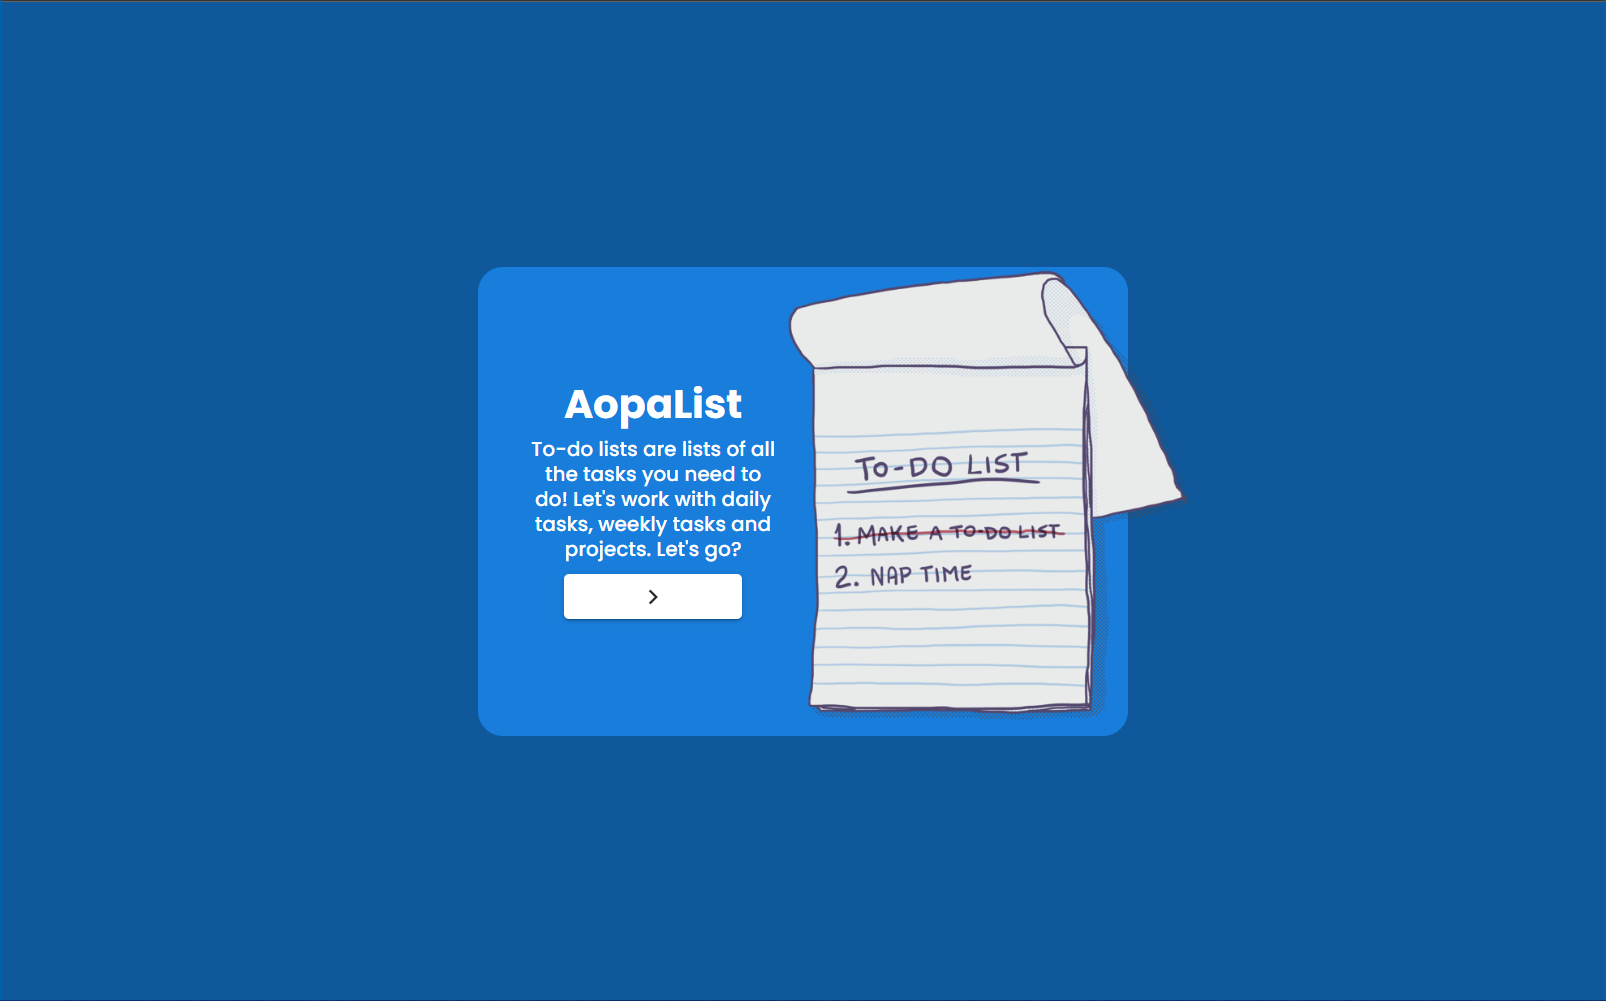 AopaList
To-do lists are lists of all
the tasks you need to
do! Let's work with daily
tasks, weekly tasks and
projects. Let's go?
TO-DO LIST
1. MAKE A TO-DO LIST
2. NAP TIME